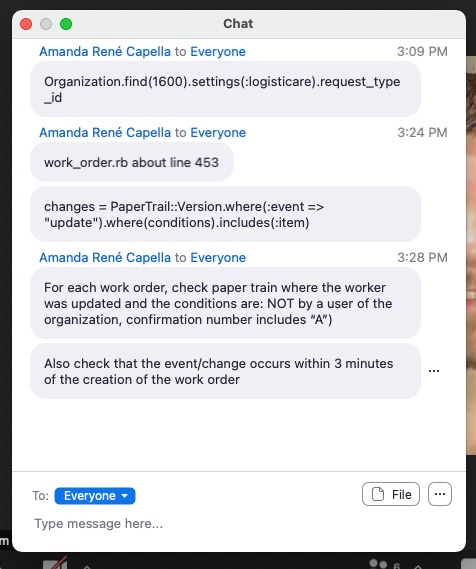 Chat
Amanda René Capella to Everyone 3:09 PM
Organization.find(1600).settings(:logisticare).request_type
_id
Amanda René Capella to Everyone 3:24 PM
work_order.rb about line 453
changes = PaperTrail::Version.where(:event =>
"update").where(conditions).includes(:item)
Amanda René Capella to Everyone 3:28 PM
For each work order, check paper train where the worker
was updated and the conditions are: NOT by a user of the
organization, confirmation number includes “A”)
Also check that the event/change occurs within 3 minutes
of the creation of the work order
To: Everyone
File
Type message here...
m
6